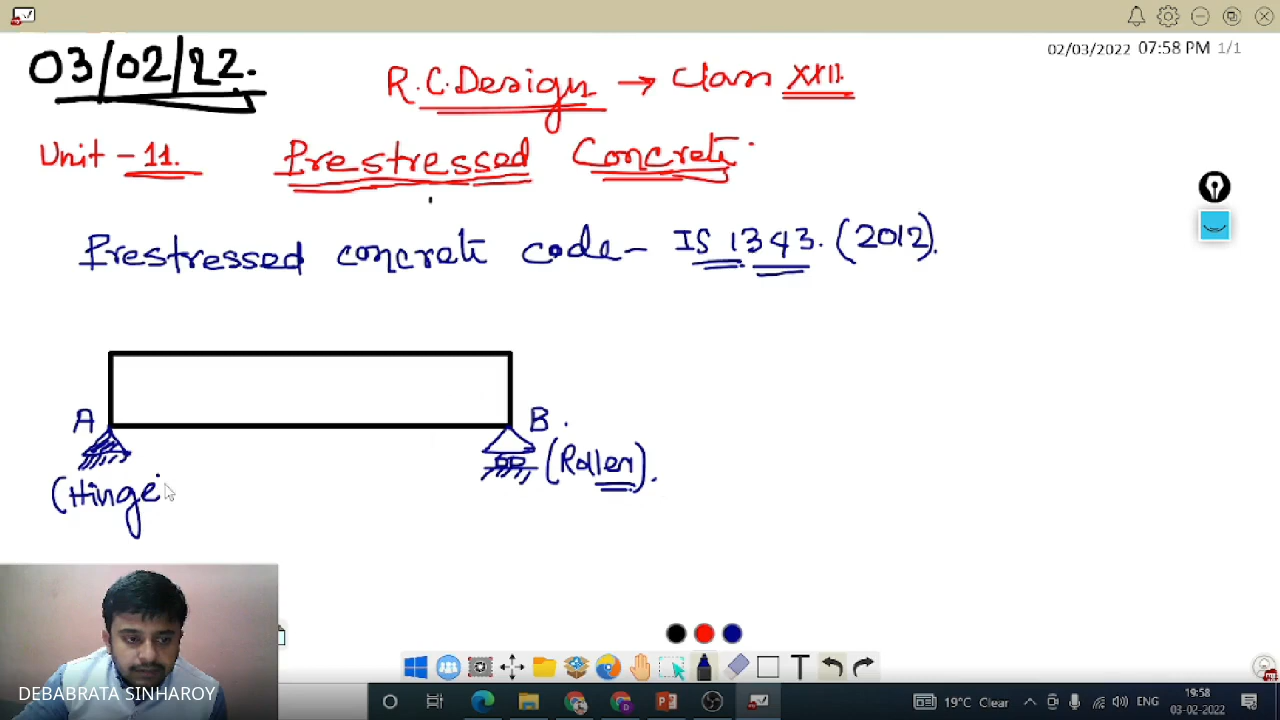 02/03/2022 07:58 PM 1/1
03/02/22.
R.C.Design → Class XXII.
Unit - 11. Prestressed Concrete.
Prestressed concrete code - IS 1343. (2012).
A
B.
(Roller).
(Hinge
DEBABRATA SINHAROY
19°C Clear
ENG
19:58
03-02-2022